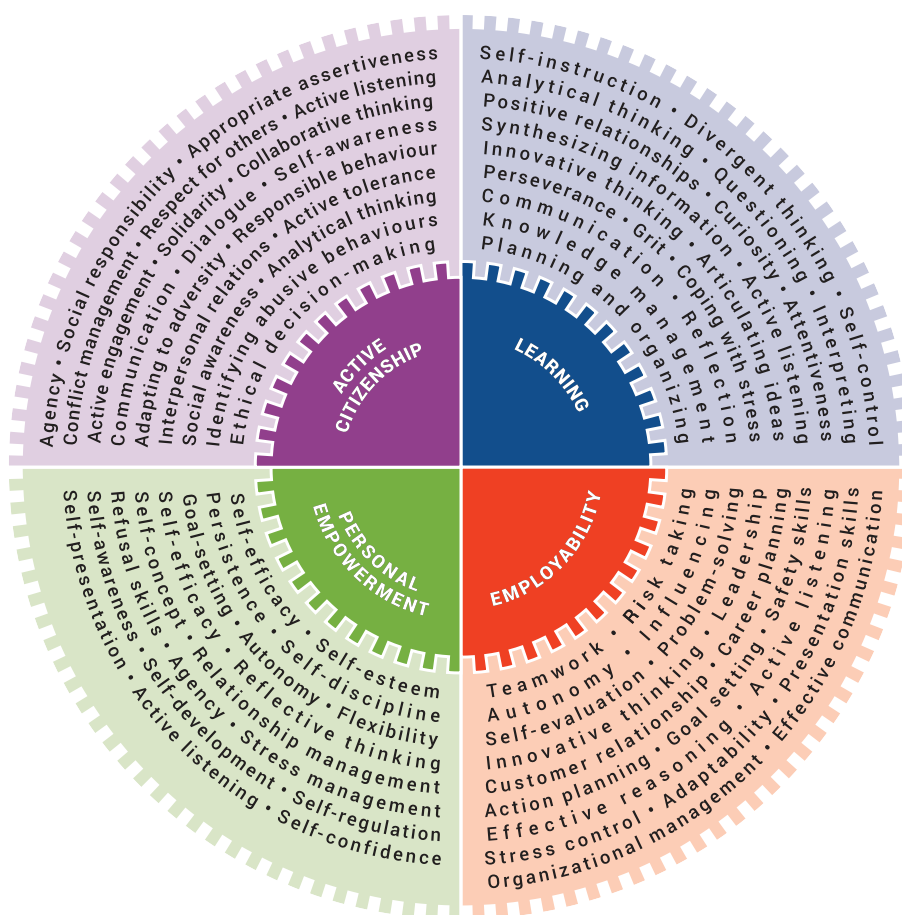 Agency • Social responsibility • Appropriate assertiveness
Conflict management • Respect for others • Active listening
Active engagement • Solidarity • Collaborative thinking
Communication • Dialogue • Self-awareness
Adapting to adversity • Responsible behaviour
Interpersonal relations • Active tolerance
Social awareness • Analytical thinking
Identifying abusive behaviours
Ethical decision-making
ACTIVE
CITIZENSHIP
Self-instruction • Divergent thinking • Self-control
Analytical thinking • Questioning • Interpreting
Positive relationships • Curiosity • Attentiveness
Synthesizing information • Active listening
Innovative thinking • Articulating ideas
Perseverance • Grit • Coping with stress
Communication • Reflection
Knowledge management
Planning and organizing
LEARNING
PERSONAL
EMPOWERMENT
Self-efficacy • Self-esteem
Persistence • Self-discipline
Goal-setting • Autonomy • Flexibility
Self-efficacy • Reflective thinking
Self-concept • Relationship management
Refusal skills • Agency • Stress management
Self-awareness • Self-development • Self-regulation
Self-presentation • Active listening • Self-confidence
EMPLOYABILITY
Teamwork • Risk taking
Autonomy • Influencing
Self-evaluation • Problem-solving
Innovative thinking • Leadership
Customer relationship • Career planning
Action planning • Goal setting • Safety skills
Effective reasoning • Active listening
Stress control • Adaptability • Presentation skills
Organizational management • Effective communication